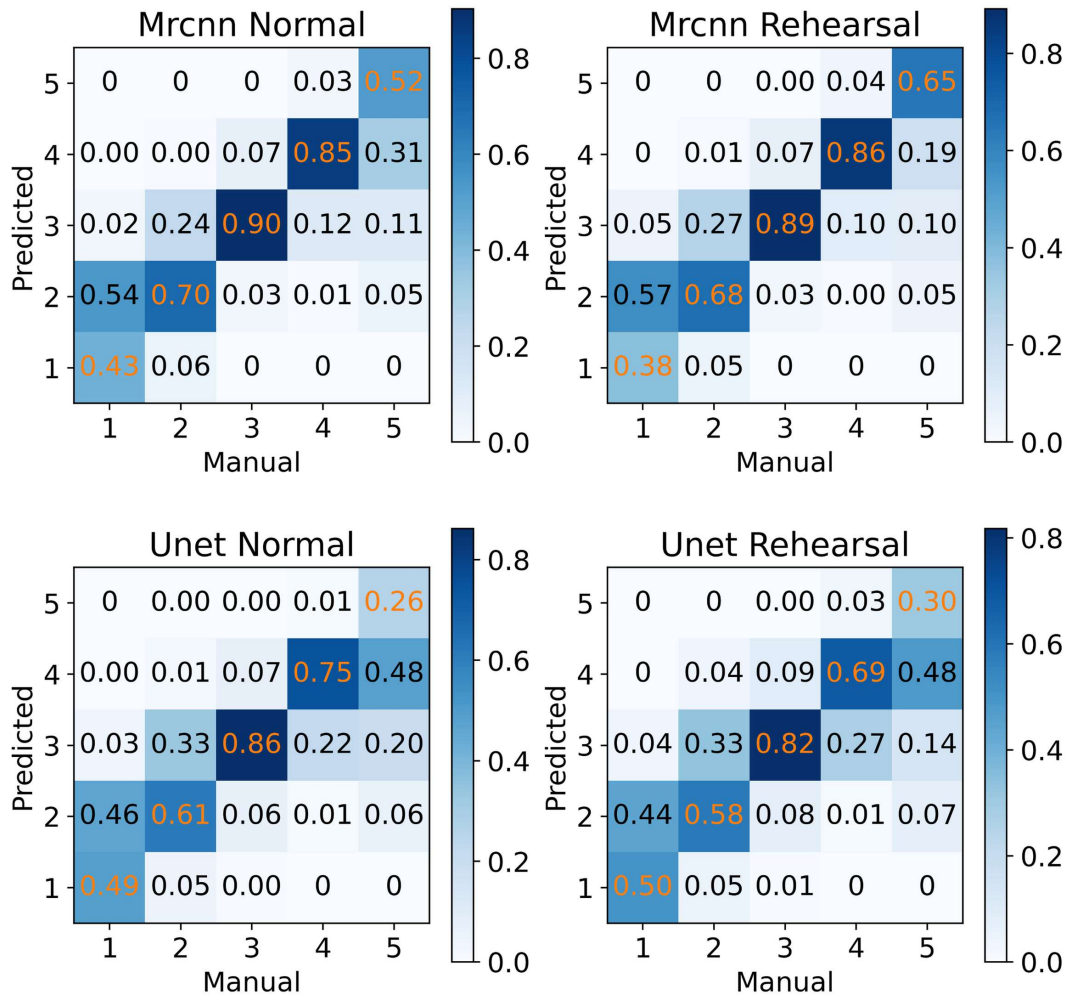 Mrcnn Normal
Predicted
5 0 0 0 0.03 0.52
4 0.00 0.00 0.07 0.85 0.31
3 0.02 0.24 0.90 0.12 0.11
2 0.54 0.70 0.03 0.01 0.05
1 0.43 0.06 0 0 0
1 2 3 4 5
Manual
0.8
0.6
0.4
0.2
0.0
Mrcnn Rehearsal
Predicted
5 0 0 0.00 0.04 0.65
4 0 0.01 0.07 0.86 0.19
3 0.05 0.27 0.89 0.10 0.10
2 0.57 0.68 0.03 0.00 0.05
1 0.38 0.05 0 0 0
1 2 3 4 5
Manual
0.8
0.6
0.4
0.2
0.0
Unet Normal
Predicted
5 0 0.00 0.00 0.01 0.26
4 0.00 0.01 0.07 0.75 0.48
3 0.03 0.33 0.86 0.22 0.20
2 0.46 0.61 0.06 0.01 0.06
1 0.49 0.05 0.00 0 0
1 2 3 4 5
Manual
0.8
0.6
0.4
0.2
0.0
Unet Rehearsal
Predicted
5 0 0 0.00 0.03 0.30
4 0 0.04 0.09 0.69 0.48
3 0.04 0.33 0.82 0.27 0.14
2 0.44 0.58 0.08 0.01 0.07
1 0.50 0.05 0.01 0 0
1 2 3 4 5
Manual
0.8
0.6
0.4
0.2
0.0